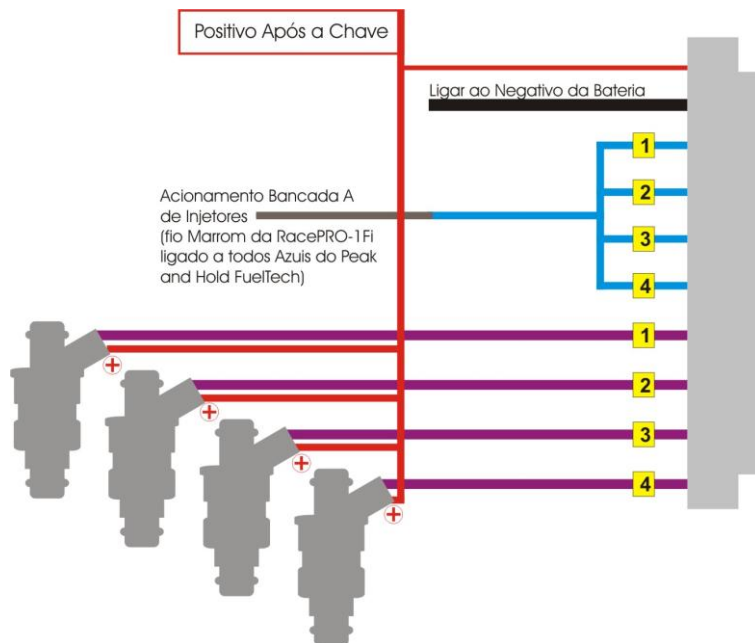 Positivo Após a Chave
Ligar ao Negativo da Bateria
1
2
3
4
Acionamento Bancada A
de Injetores
(fio Marrom da RacePRO-1Fi
ligado a todos Azuis do Peak
and Hold FuelTech)
1
2
3
4